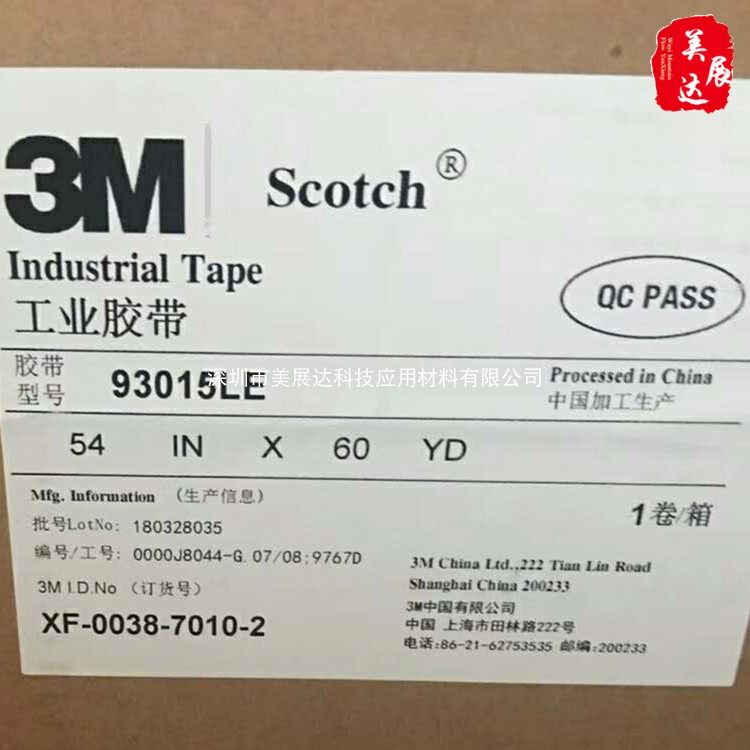 美展达
Wuyi Mountain
Flow YunXiang
3M Scotch®
Industrial Tape
工业胶带
QC PASS
胶带型号 93015LE
深圳市美展达科技应用材料有限公司
Processed in China
中国加工生产
54 IN X 60 YD
Mfg. Information (生产信息)
1卷/箱
批号LotNo: 180328035
编号/工号: 0000J8044-G. 07/08;9767D
3M I.D.No (订货号)
XF-0038-7010-2
3M China Ltd.,222 Tian Lin Road
Shanghai China 200233
3M中国有限公司
中国 上海市田林路222号
电话:86-21-62753535 邮编:200233